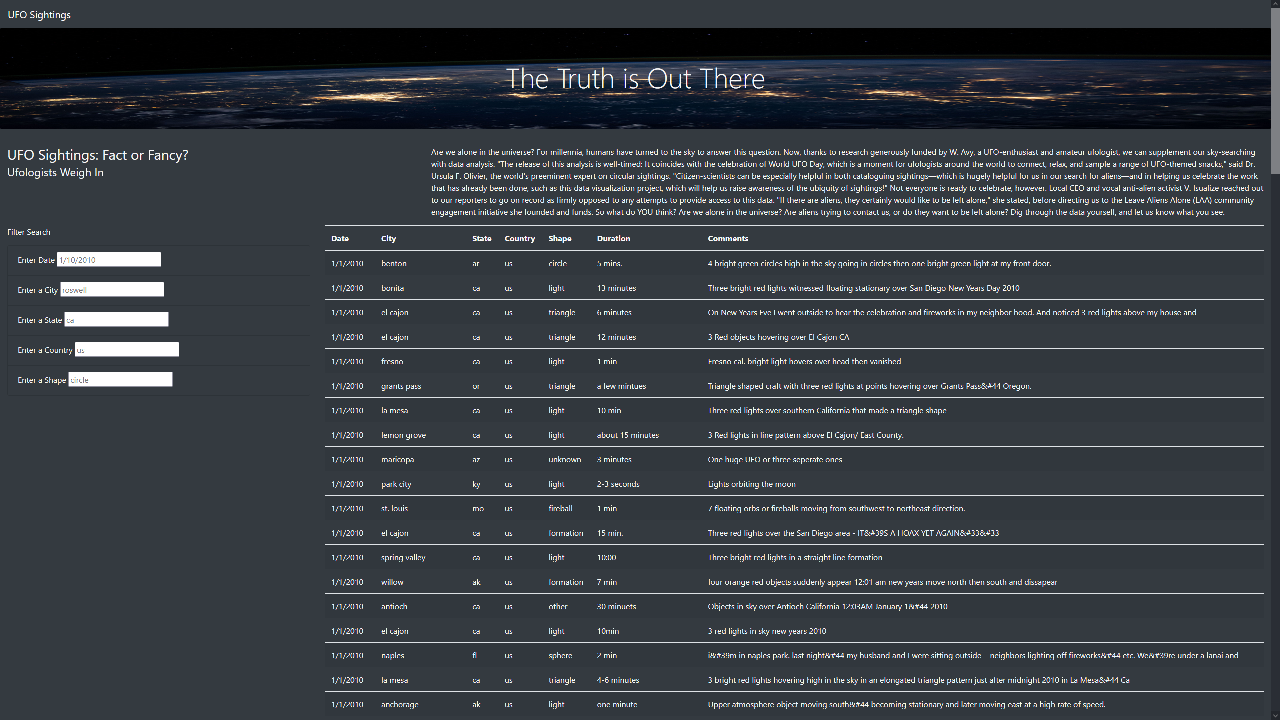 UFO Sightings
The Truth is Out There
UFO Sightings: Fact or Fancy?
Ufologists Weigh In
Are we alone in the universe? For millennia, humans have turned to the sky to answer this question. Now, thanks to research generously funded by W. Avy, a UFO-enthusiast and amateur ufologist, we can supplement our sky-searching
with data analysis. "The release of this analysis is well-timed: It coincides with the celebration of World UFO Day, which is a moment for ufologists around the world to connect, relax, and sample a range of UFO-themed snacks," said Dr.
Ursula F. Olivier, the world's preeminent expert on circular sightings. "Citizen-scientists can be especially helpful in both cataloguing sightings—which is hugely helpful for us in our search for aliens—and in helping us celebrate the work
that has already been done, such as this data visualization project, which will help us raise awareness of the ubiquity of sightings!" Not everyone is ready to celebrate, however. Local CEO and vocal anti-alien activist V. Isualize reached out
to our reporters to go on record as firmly opposed to any attempts to provide access to this data. "If there are aliens, they certainly would like to be left alone," she stated, before directing us to the Leave Aliens Alone (LAA) community
engagement initiative she founded and funds. So what do YOU think? Are we alone in the universe? Are aliens trying to contact us, or do they want to be left alone? Dig through the data yourself, and let us know what you see.
Filter Search
Enter Date 1/10/2010
Enter a City roswell
Enter a State ca
Enter a Country us
Enter a Shape circle
Date City State Country Shape Duration Comments
1/1/2010 benton ar us circle 5 mins. 4 bright green circles high in the sky going in circles then one bright green light at my front door.
1/1/2010 bonita ca us light 13 minutes Three bright red lights witnessed floating stationary over San Diego New Years Day 2010
1/1/2010 el cajon ca us triangle 6 minutes On New Years Eve I went outside to hear the celebration and fireworks in my neighbor hood. And noticed 3 red lights above my house and
1/1/2010 el cajon ca us triangle 12 minutes 3 Red objects hovering over El Cajon CA
1/1/2010 fresno ca us light 1 min Fresno cal. bright light hovers over head then vanished
1/1/2010 grants pass or us triangle a few mintues Triangle shaped craft with three red lights at points hovering over Grants Pass&#44 Oregon.
1/1/2010 la mesa ca us light 10 min Three red lights over southern California that made a triangle shape
1/1/2010 lemon grove ca us light about 15 minutes 3 Red lights in line pattern above El Cajon/ East County.
1/1/2010 maricopa az us unknown 3 minutes One huge UFO or three seperate ones
1/1/2010 park city ky us light 2-3 seconds Lights orbiting the moon
1/1/2010 st. louis mo us fireball 1 min 7 floating orbs or fireballs moving from southwest to northeast direction.
1/1/2010 el cajon ca us formation 15 min. Three red lights over the San Diego area - IT&#39S A HOAX YET AGAIN&#33&#33
1/1/2010 spring valley ca us light 10:00 Three bright red lights in a straight line formation
1/1/2010 willow ak us formation 7 min four orange red objects suddenly appear 12:01 am new years move north then south and dissapear
1/1/2010 antioch ca us other 30 minuets Objects in sky over Antioch California 12:03AM January 1&#44 2010
1/1/2010 el cajon ca us light 10min 3 red lights in sky new years 2010
1/1/2010 naples fl us sphere 2 min i&#39m in naples park. last night&#44 my husband and I were sitting outside – neighbors lighting off fireworks&#44 etc. We&#39re under a lanai and
1/1/2010 la mesa ca us triangle 4-6 minutes 3 bright red lights hovering high in the sky in an elongated triangle pattern just after midnight 2010 in La Mesa&#44 Ca
1/1/2010 anchorage ak us light one minute Upper atmosphere object moving south&#44 becoming stationary and later moving east at a high rate of speed.